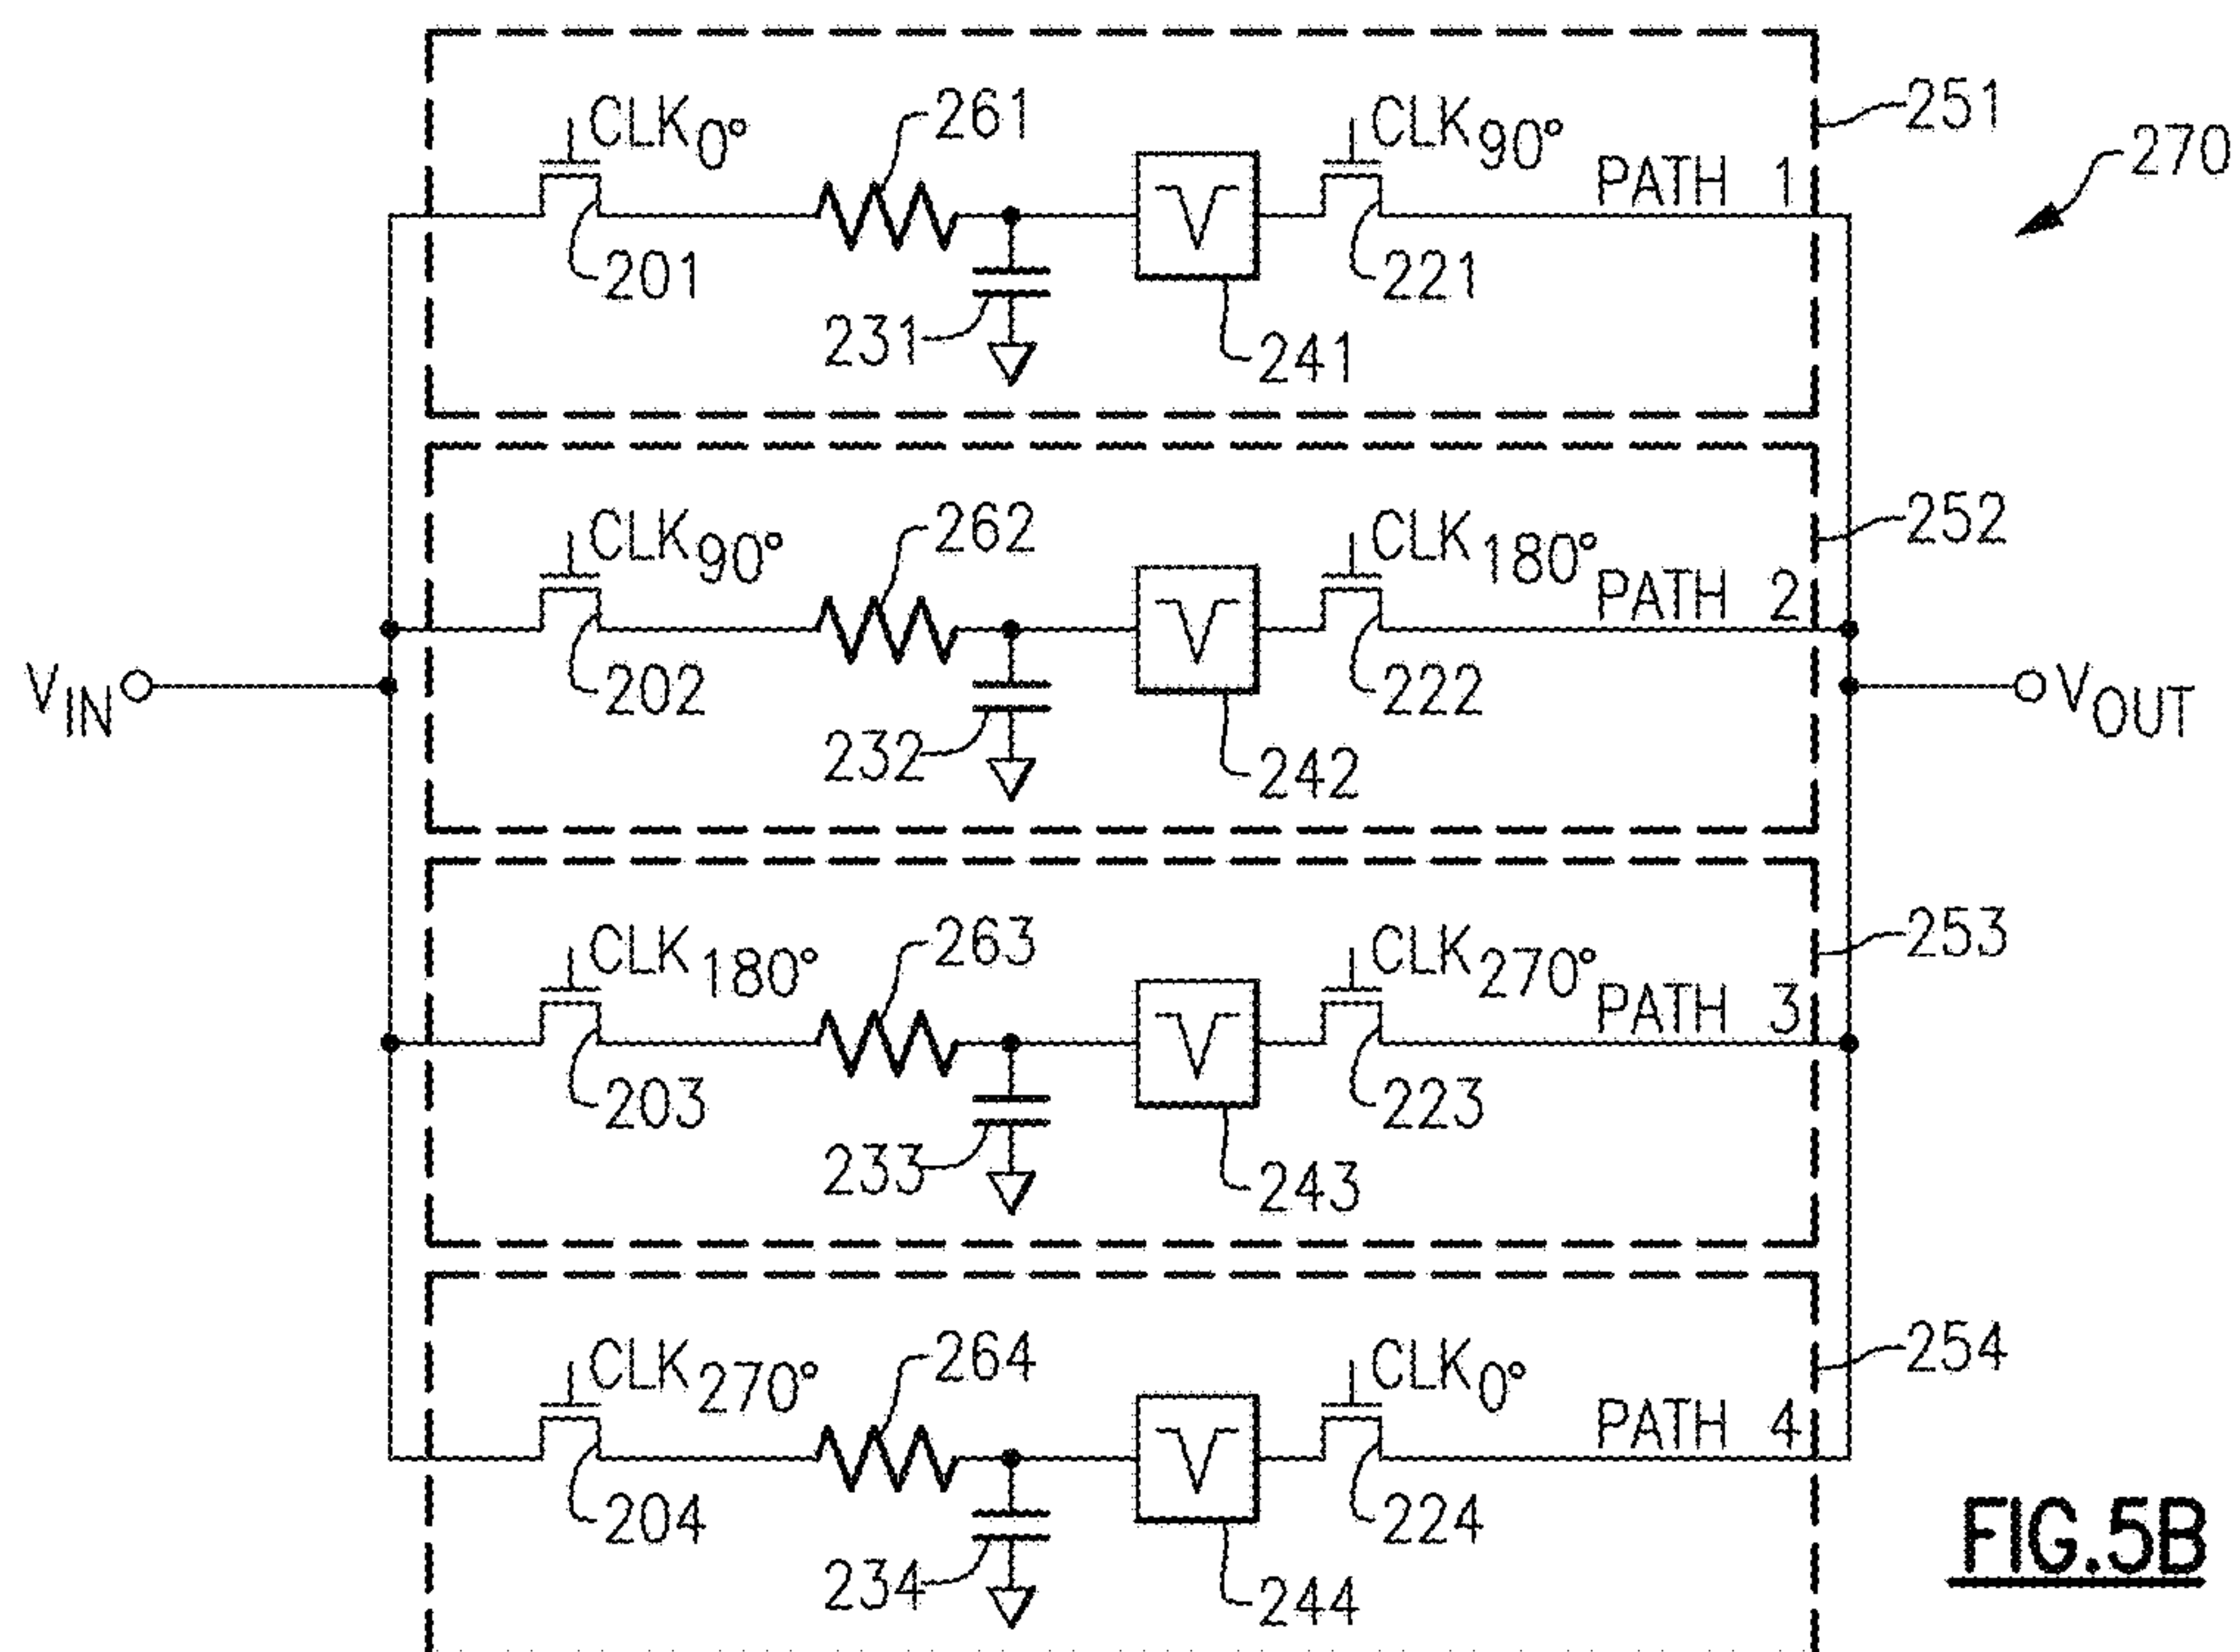 CLK0° 261 CLK90° PATH 1 251
270
201 231 241 221
CLK90° 262 CLK180° PATH 2 252
202 232 242 222
VIN VOUT
CLK180° 263 CLK270° PATH 3 253
203 233 243 223
CLK270° 264 CLK0° PATH 4 254
204 234 244 224
FIG.5B